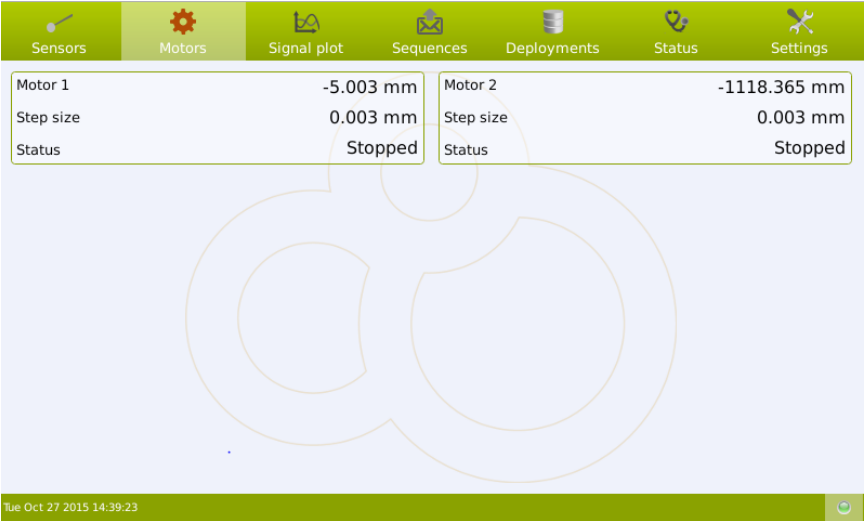 Sensors Motors Signal plot Sequences Deployments Status Settings
Motor 1 -5.003 mm
Step size 0.003 mm
Status Stopped
Motor 2 -1118.365 mm
Step size 0.003 mm
Status Stopped
Tue Oct 27 2015 14:39:23